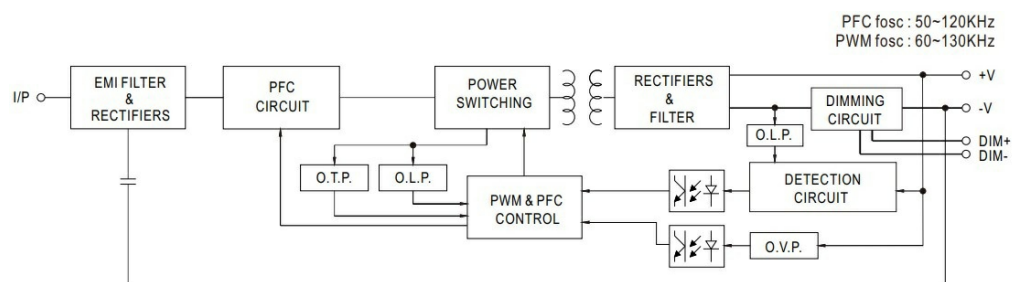 PFC fosc : 50~120KHz
PWM fosc : 60~130KHz
I/P
EMI FILTER
&
RECTIFIERS
PFC
CIRCUIT
POWER
SWITCHING
RECTIFIERS
&
FILTER
+V
-V
DIMMING
CIRCUIT
DIM+
DIM-
O.L.P.
O.T.P.
O.L.P.
PWM & PFC
CONTROL
DETECTION
CIRCUIT
O.V.P.